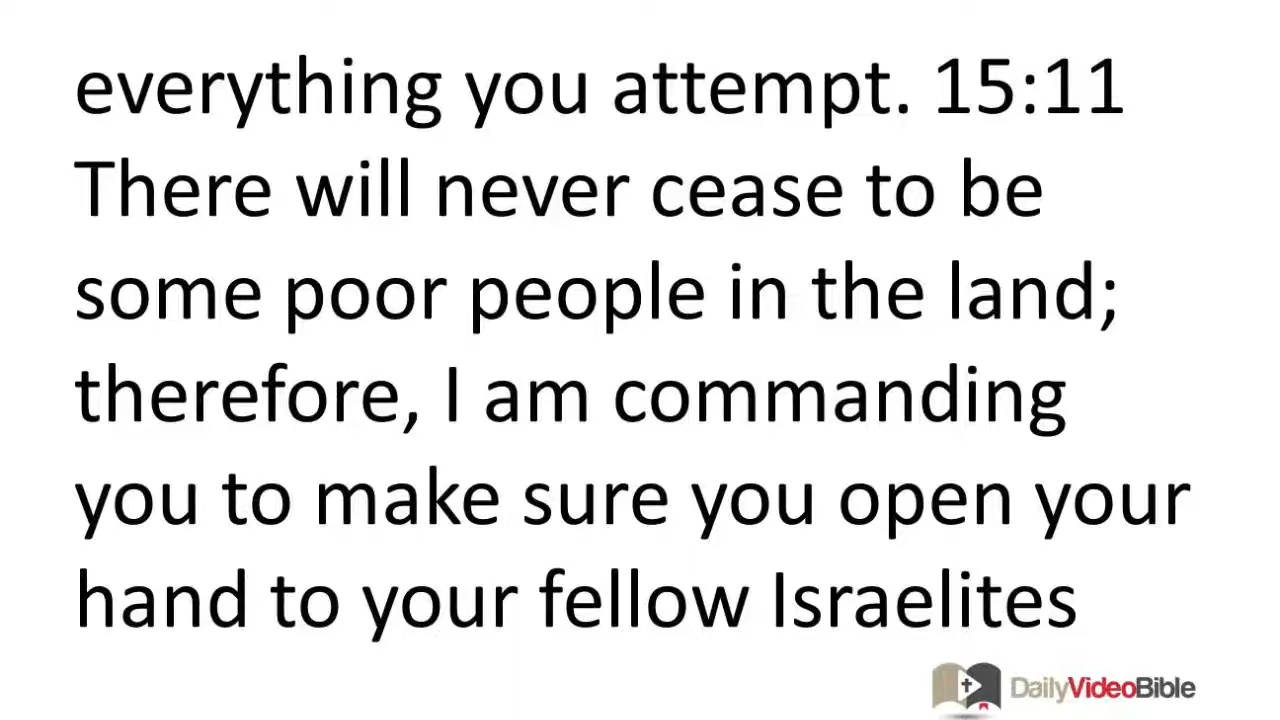 everything you attempt. 15:11
There will never cease to be
some poor people in the land;
therefore, I am commanding
you to make sure you open your
hand to your fellow Israelites
DailyVideoBible